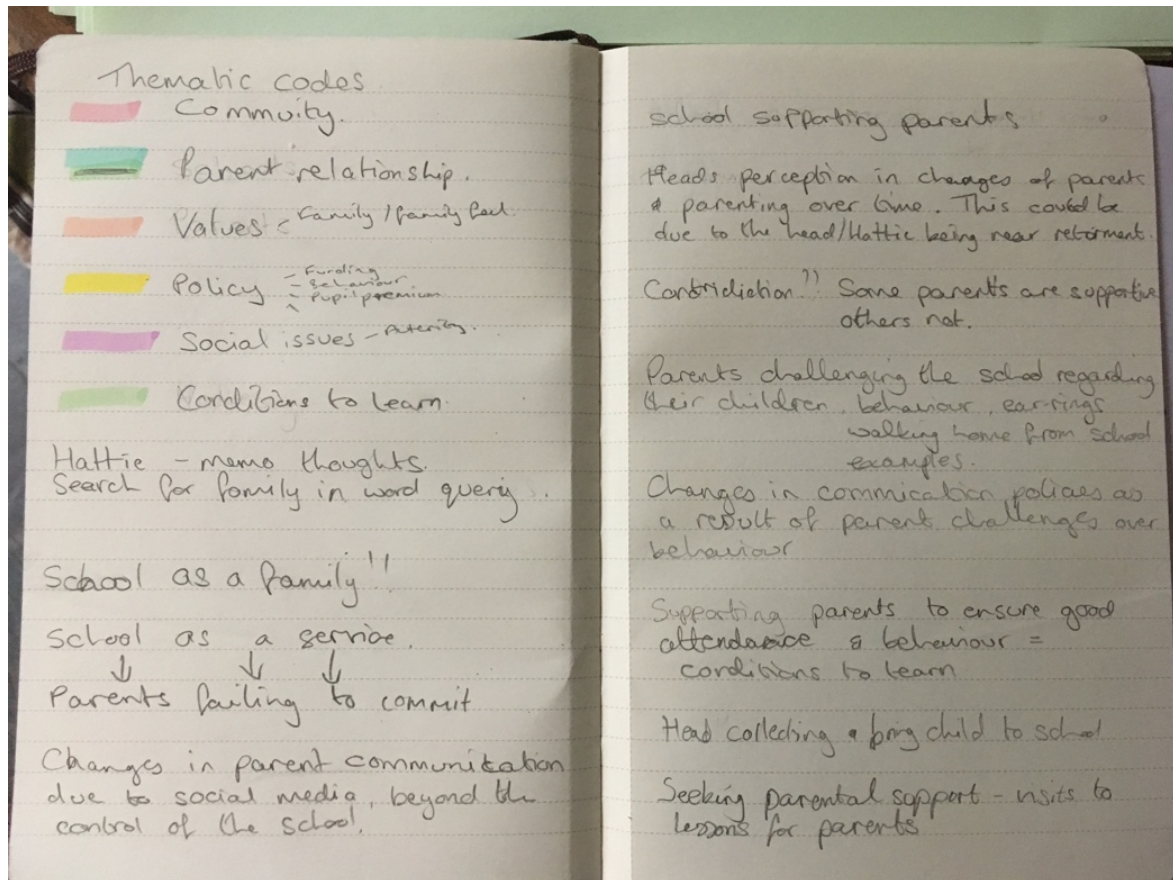 Thematic codes
Commuity.
Parent relationship.
Values - Family / family feel.
Policy - Funding
- Behaviour
- Pupil premium
Social issues - Austerity.
Conditions to learn.
Hattie - memo thoughts.
Search for family in word query.
School as a family!!
School as a service.
↓ ↓ ↓
Parents failing to commit
Changes in parent communication
due to social media, beyond the
control of the school.
school supporting parents
Heads perception in changes of parents
& parenting over time. This could be
due to the head/Hattie being near retirment.
Contridiction?? Some parents are supportive
others not.
Parents challenging the school regarding
their children, behaviour, ear-rings
walking home from school
examples.
Changes in commication policies as
a result of parent challenges over
behaviour
Supporting parents to ensure good
attendance & behaviour =
conditions to learn
Head collecting & bring child to school
Seeking parental support - visits to
lessons for parents